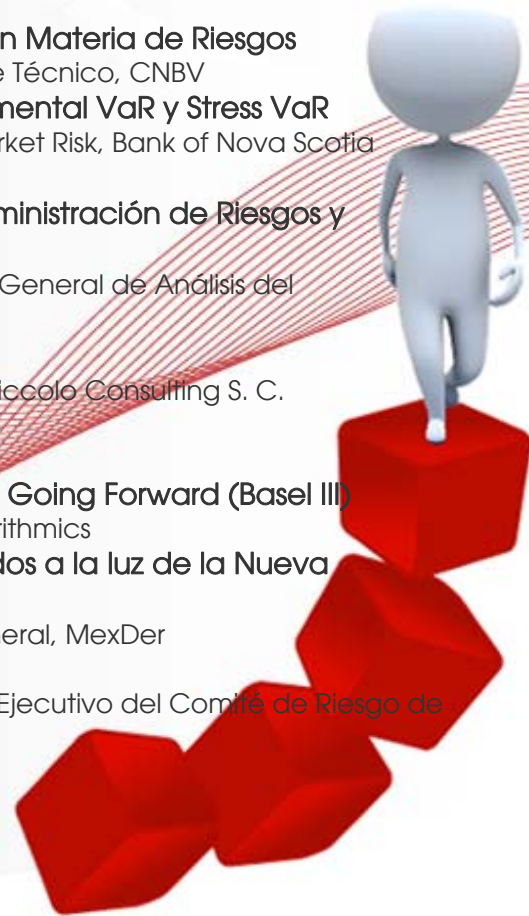 n Materia de Riesgos
e Técnico, CNBV
mental VaR y Stress VaR
rket Risk, Bank of Nova Scotia
ministración de Riesgos y
General de Análisis del
iccolo Consulting S. C.
Going Forward (Basel III)
rithmics
dos a la luz de la Nueva
neral, MexDer
Ejecutivo del Comité de Riesgo de